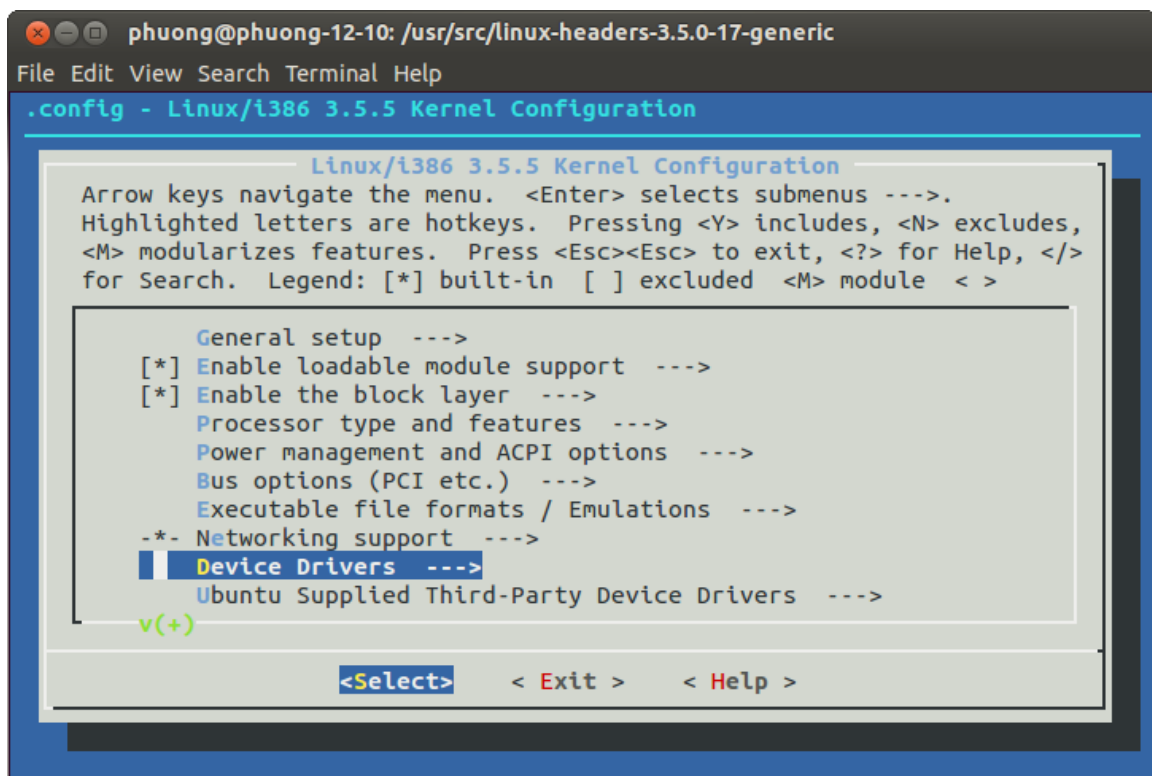 phuong@phuong-12-10: /usr/src/linux-headers-3.5.0-17-generic
File Edit View Search Terminal Help
.config - Linux/i386 3.5.5 Kernel Configuration
Linux/i386 3.5.5 Kernel Configuration
Arrow keys navigate the menu.  <Enter> selects submenus --->.
Highlighted letters are hotkeys.  Pressing <Y> includes, <N> excludes,
<M> modularizes features.  Press <Esc><Esc> to exit, <?> for Help, </>
for Search.  Legend: [*] built-in  [ ] excluded  <M> module  < >
General setup  --->
[*] Enable loadable module support  --->
[*] Enable the block layer  --->
Processor type and features  --->
Power management and ACPI options  --->
Bus options (PCI etc.)  --->
Executable file formats / Emulations  --->
-*- Networking support  --->
Device Drivers  --->
Ubuntu Supplied Third-Party Device Drivers  --->
v(+)
<Select>    < Exit >    < Help >